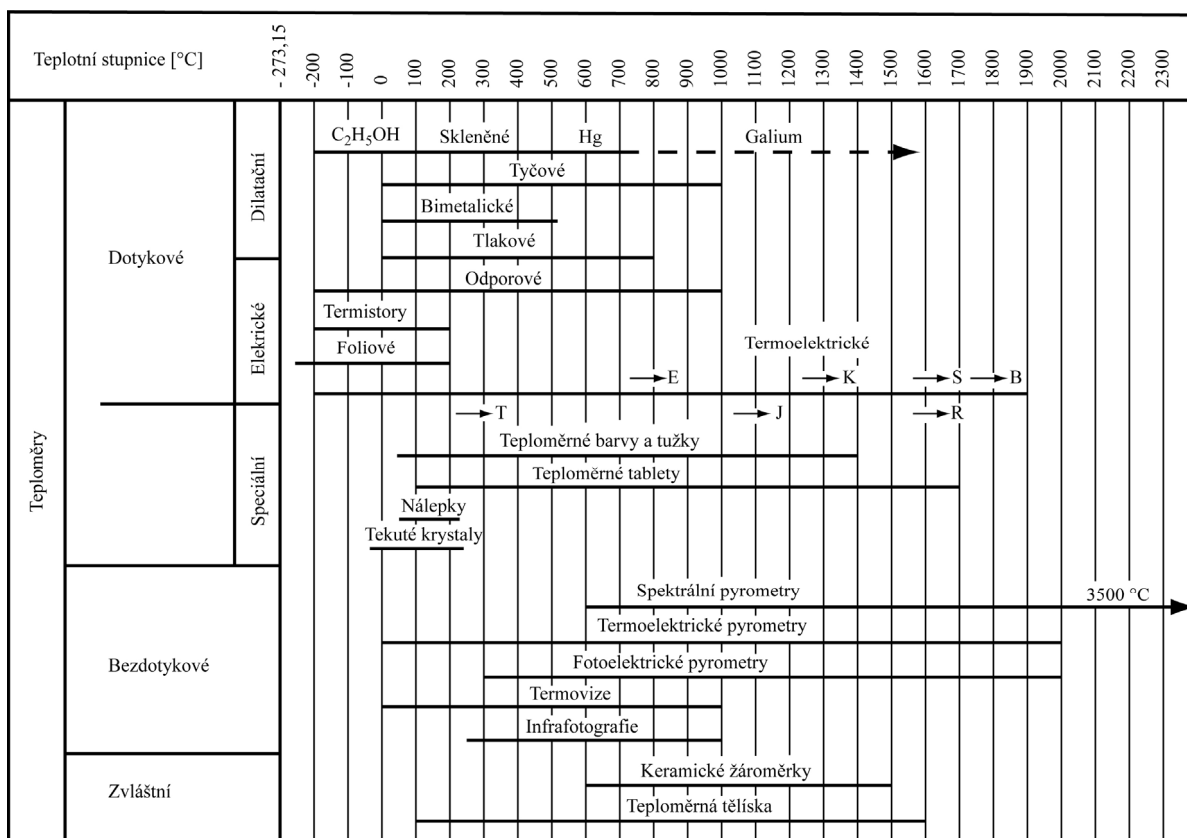 Teplotní stupnice [°C]
- 273,15
-200
-100
0
100
200
300
400
500
600
700
800
900
1000
1100
1200
1300
1400
1500
1600
1700
1800
1900
2000
2100
2200
2300
Teploměry
Dotykové
Dilatační
C₂H₅OH Skleněné Hg Galium
Tyčové
Bimetalické
Tlakové
Elekrické
Odporové
Termistory
Foliové
Termoelektrické
E K S B
T J R
Speciální
Teploměrné barvy a tužky
Teploměrné tablety
Nálepky
Tekuté krystaly
Bezdotykové
Spektrální pyrometry 3500 °C
Termoelektrické pyrometry
Fotoelektrické pyrometry
Termovize
Infrafotografie
Zvláštní
Keramické žároměrky
Teploměrná tělíska